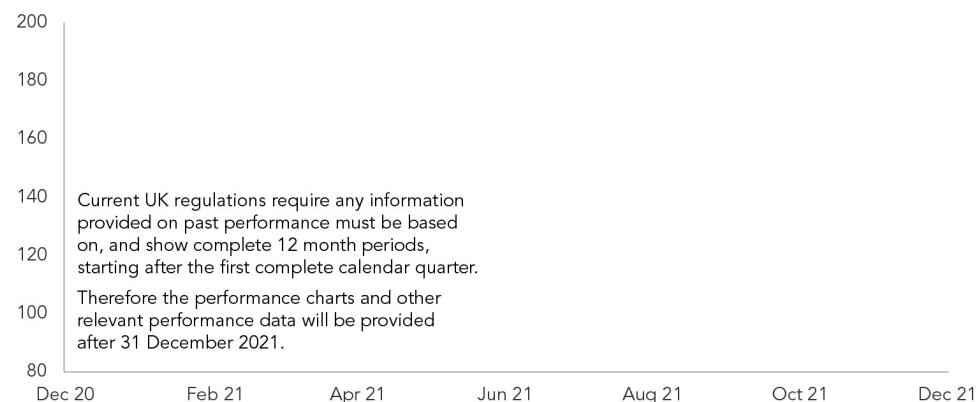 200
180
160
140
120
100
80
Current UK regulations require any information
provided on past performance must be based
on, and show complete 12 month periods,
starting after the first complete calendar quarter.
Therefore the performance charts and other
relevant performance data will be provided
after 31 December 2021.
Dec 20 Feb 21 Apr 21 Jun 21 Aug 21 Oct 21 Dec 21